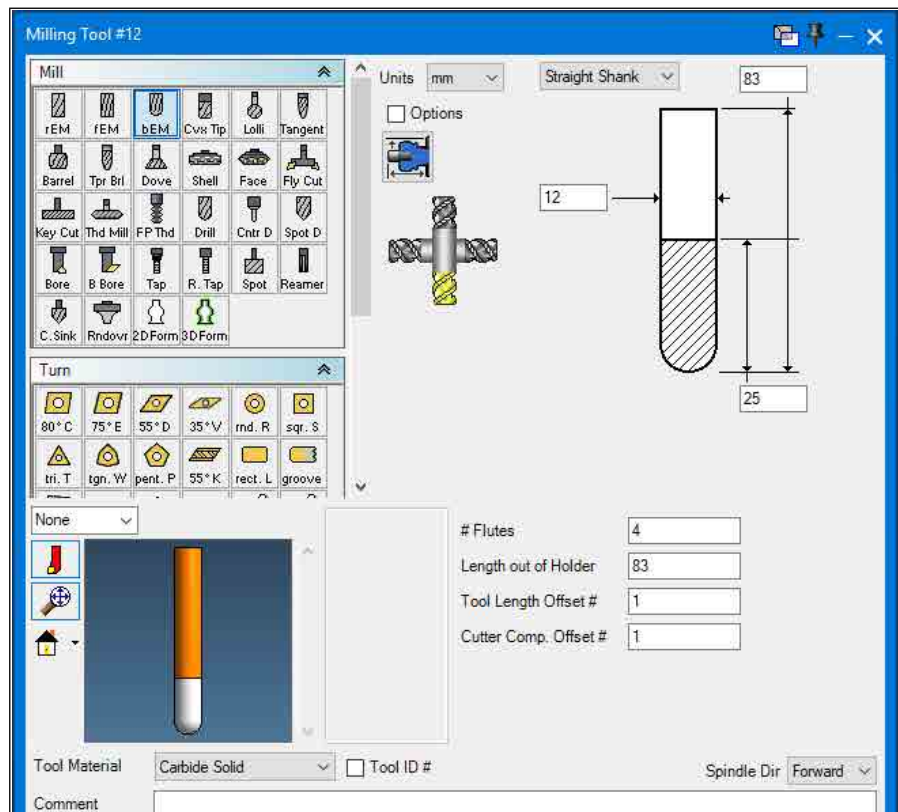 Milling Tool #12
Mill
rEM fEM bEM Cvx Tip Lolli Tangent
Barrel Tpr Brl Dove Shell Face Fly Cut
Key Cut Thd Mill FP Thd Drill Cntr D Spot D
Bore B Bore Tap R. Tap Spot Reamer
C.Sink Rndovr 2DForm 3DForm
Turn
80°C 75°E 55°D 35°V rnd. R sqr. S
tri. T tgn. W pent. P 55°K rect. L groove
Units mm Straight Shank 83
Options
12
25
None
# Flutes 4
Length out of Holder 83
Tool Length Offset # 1
Cutter Comp. Offset # 1
Tool Material Carbide Solid Tool ID # Spindle Dir Forward
Comment